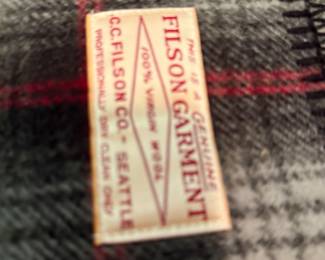 THIS IS A GENUINE
FILSON GARMENT
100% VIRGIN WOOL
C.C. FILSON CO. - SEATTLE
PROFESSIONALLY DRY CLEAN ONLY